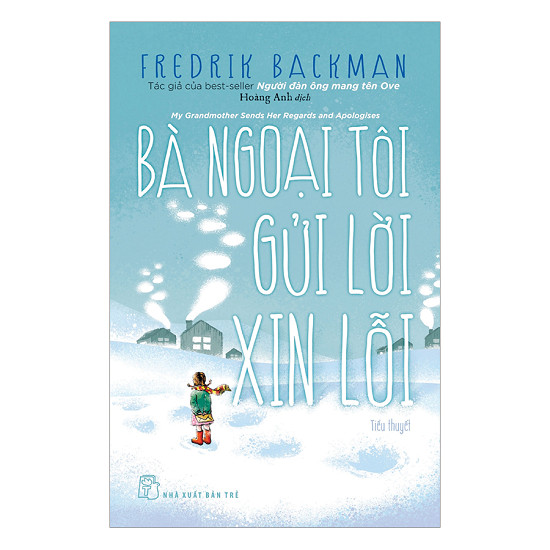 FREDRIK BACKMAN
Tác giả của best-seller Người đàn ông mang tên Ove
Hoàng Anh dịch
My Grandmother Sends Her Regards and Apologises
BÀ NGOẠI TÔI
GỬI LỜI
XIN LỖI
Tiểu thuyết
NHÀ XUẤT BẢN TRẺ